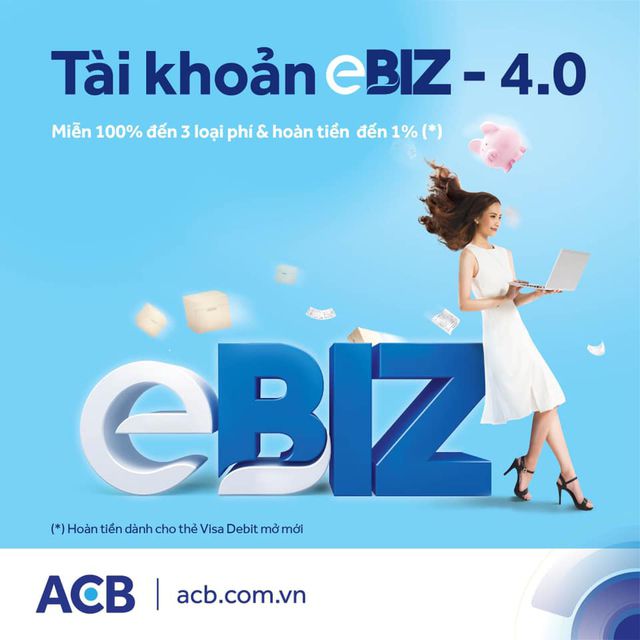 Tài khoản eBIZ - 4.0
Miễn 100% đến 3 loại phí & hoàn tiền đến 1% (*)
eBIZ
(*) Hoàn tiền dành cho thẻ Visa Debit mở mới
ACB | acb.com.vn